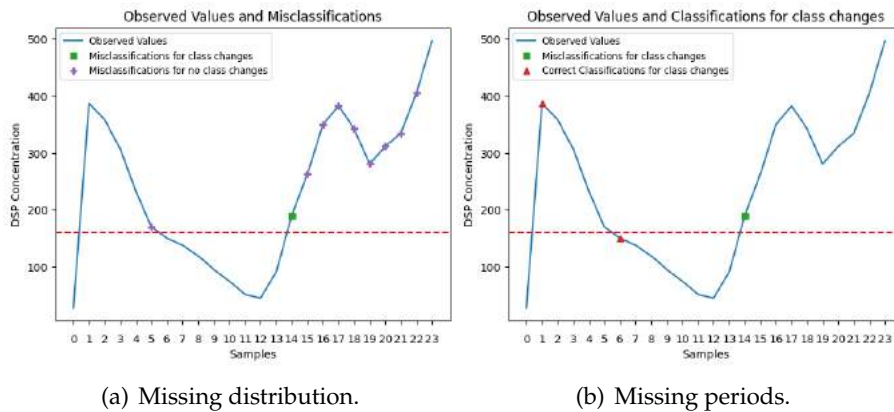 Observed Values and Misclassifications
500
400
300
200
100
DSP Concentration
Observed Values
Misclassifications for class changes
Misclassifications for no class changes
0 1 2 3 4 5 6 7 8 9 10 11 12 13 14 15 16 17 18 19 20 21 22 23
Samples
(a) Missing distribution.
Observed Values and Classifications for class changes
500
400
300
200
100
DSP Concentration
Observed Values
Misclassifications for class changes
Correct Classifications for class changes
0 1 2 3 4 5 6 7 8 9 10 11 12 13 14 15 16 17 18 19 20 21 22 23
Samples
(b) Missing periods.